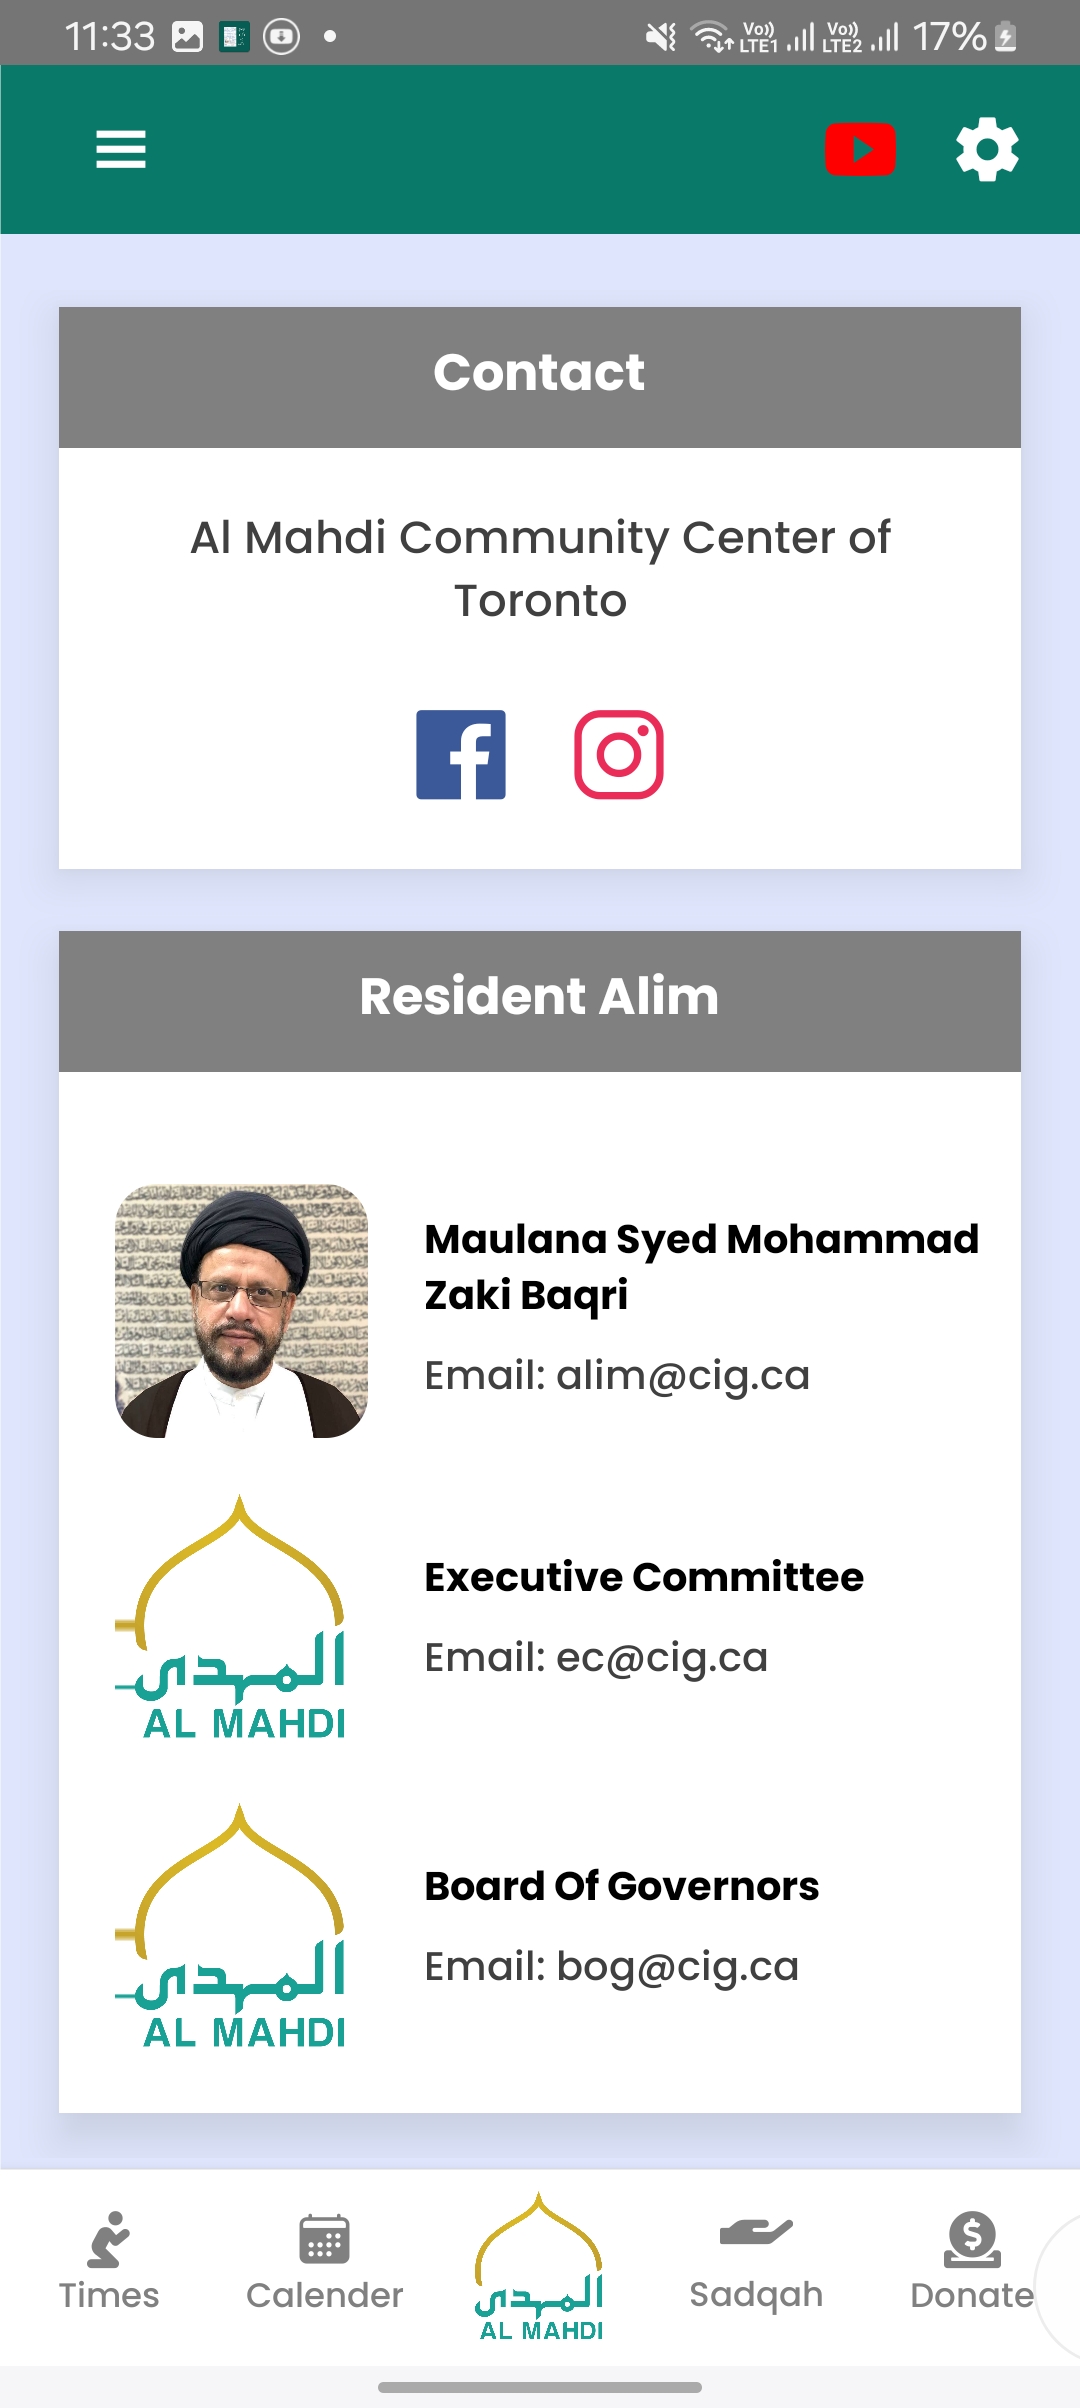 11:33
Vo)) LTE1 Vo)) LTE2 17%
Contact
Al Mahdi Community Center of
Toronto
Resident Alim
Maulana Syed Mohammad
Zaki Baqri
Email: alim@cig.ca
المهدي
AL MAHDI
Executive Committee
Email: ec@cig.ca
المهدي
AL MAHDI
Board Of Governors
Email: bog@cig.ca
Times
Calender
المهدي
AL MAHDI
Sadqah
Donate